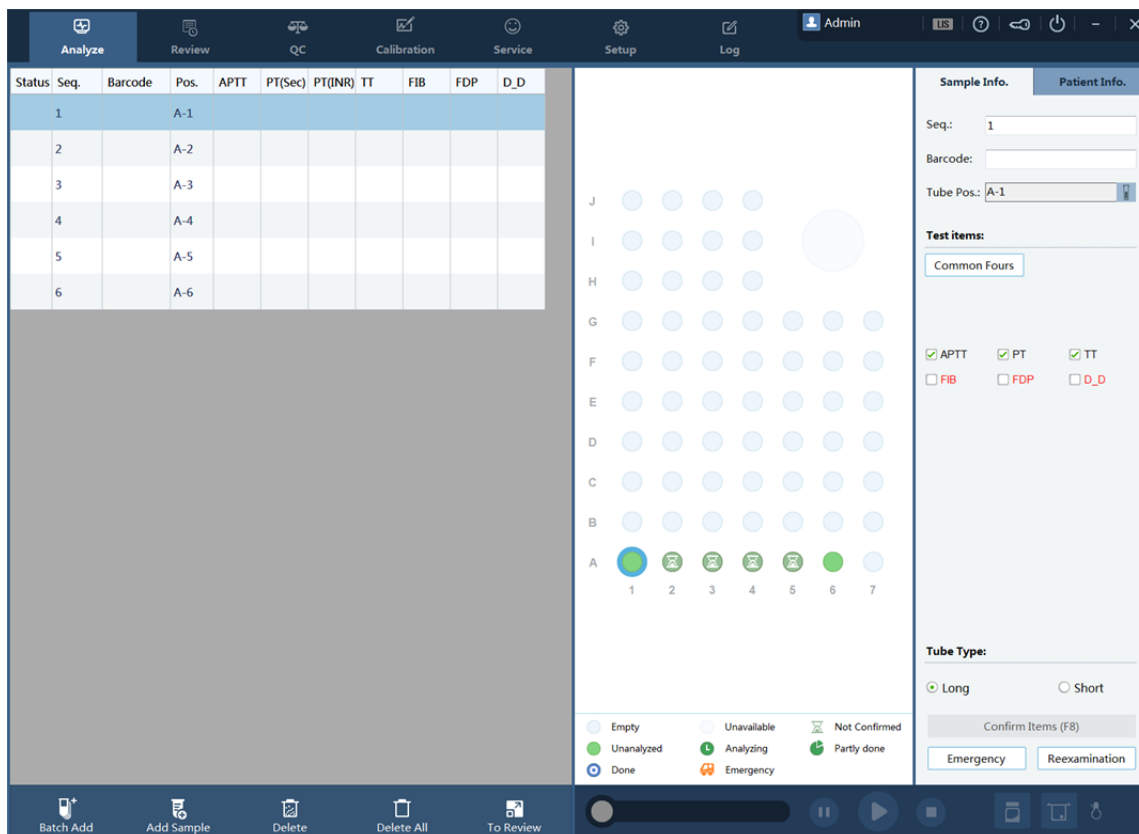 Analyze Review QC Calibration Service Setup Log Admin LIS
Status Seq. Barcode Pos. APTT PT(Sec) PT(INR) TT FIB FDP D_D
1 A-1
2 A-2
3 A-3
4 A-4
5 A-5
6 A-6
J
I
H
G
F
E
D
C
B
A
1 2 3 4 5 6 7
Empty Unavailable Not Confirmed
Unanalyzed Analyzing Partly done
Done Emergency
Sample Info. Patient Info.
Seq.: 1
Barcode:
Tube Pos.: A-1
Test items:
Common Fours
APTT PT TT
FIB FDP D_D
Tube Type:
Long Short
Confirm Items (F8)
Emergency Reexamination
Batch Add Add Sample Delete Delete All To Review